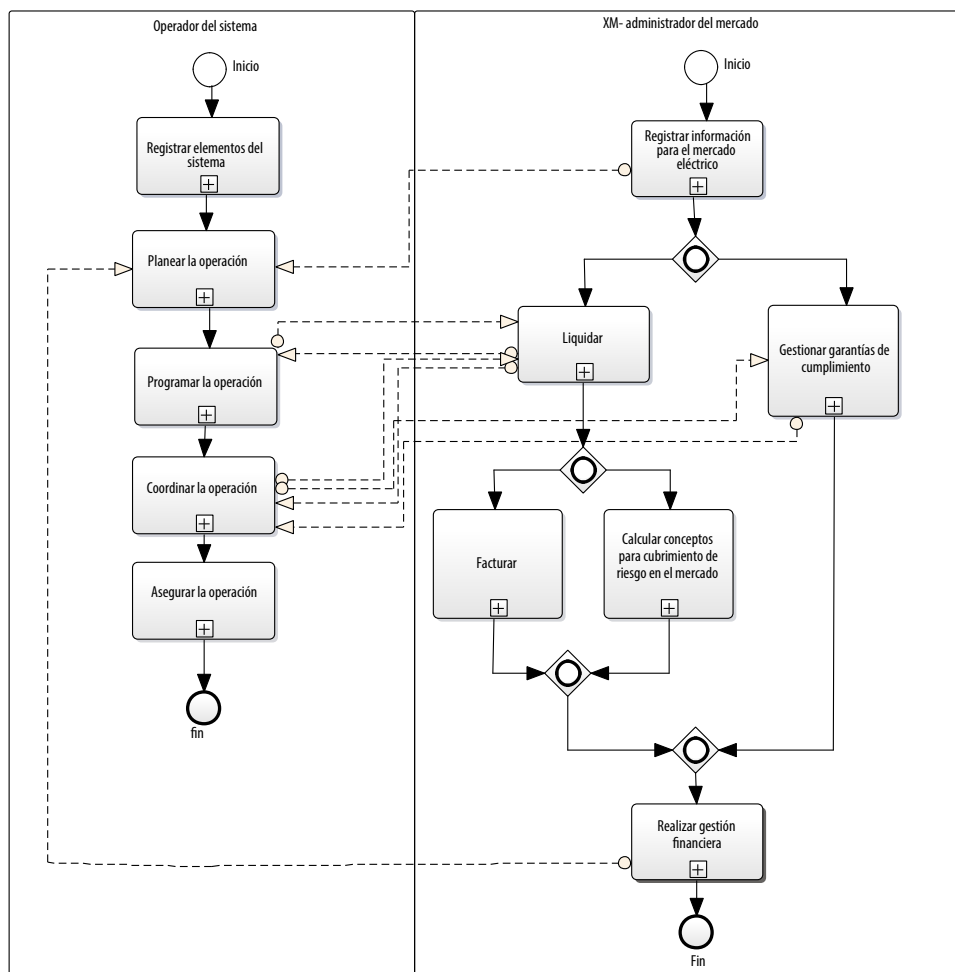 Operador del sistema
Inicio
Registrar elementos del
sistema
Planear la operación
Programar la operación
Coordinar la operación
Asegurar la operación
fin
XM- administrador del mercado
Inicio
Registrar información
para el mercado
eléctrico
Liquidar
Gestionar garantías de
cumplimiento
Facturar
Calcular conceptos
para cubrimiento de
riesgo en el mercado
Realizar gestión
financiera
Fin